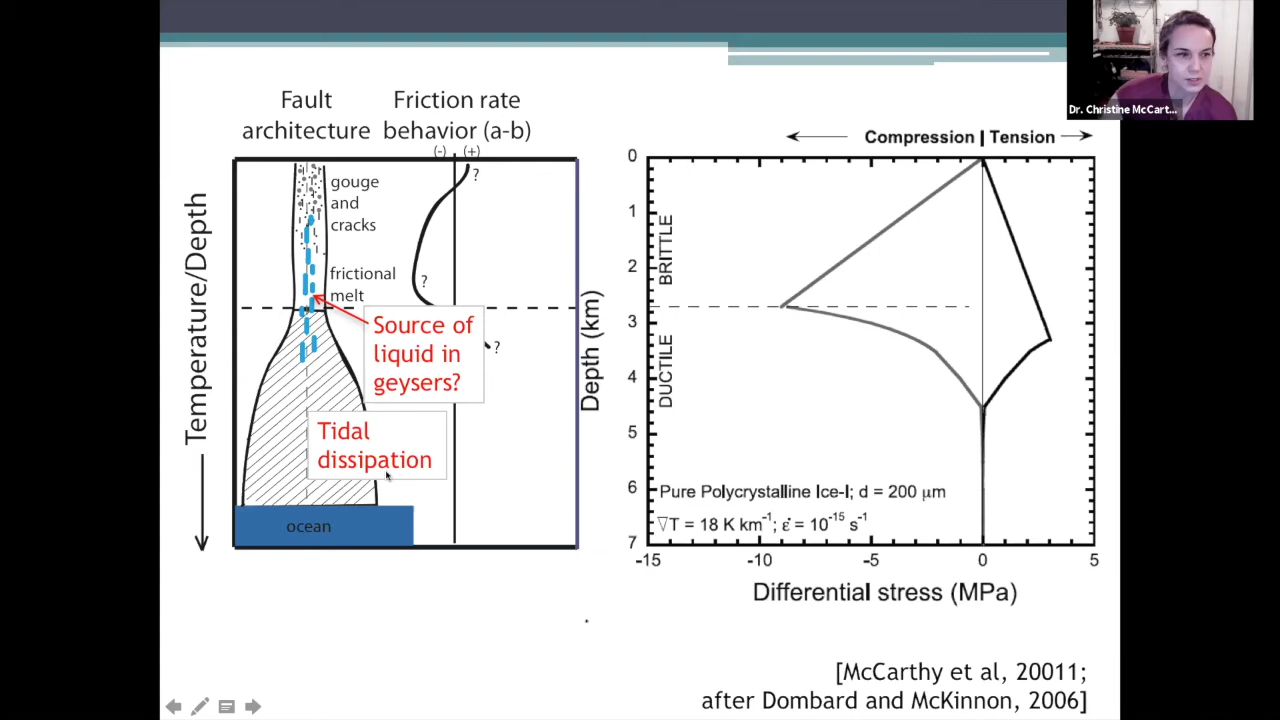 Dr. Christine McCart...
Fault
architecture
Friction rate
behavior (a-b)
(-) (+)
gouge
and
cracks
?
frictional
melt
?
Source of
liquid in
geysers?
?
Tidal
dissipation
ocean
Temperature/Depth
Compression | Tension
0
1
2
3
4
5
6
7
Depth (km)
BRITTLE
DUCTILE
Pure Polycrystalline Ice-I; d = 200 µm
∇T = 18 K km⁻¹; ε̇ = 10⁻¹⁵ s⁻¹
-15 -10 -5 0 5
Differential stress (MPa)
[McCarthy et al, 20011;
after Dombard and McKinnon, 2006]